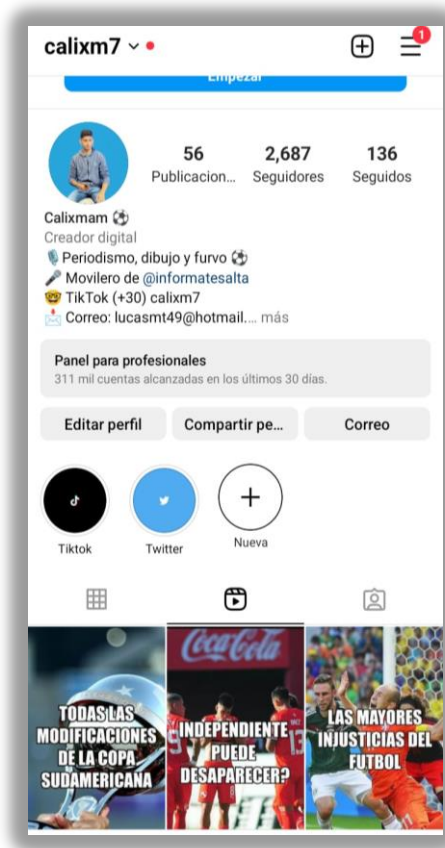 calixm7
1
Empezar
56 2,687 136
Publicacion... Seguidores Seguidos
Calixmam
Creador digital
Periodismo, dibujo y furvo
Movilero de @informatesalta
TikTok (+30) calixm7
Correo: lucasmt49@hotmail.... más
Panel para profesionales
311 mil cuentas alcanzadas en los últimos 30 días.
Editar perfil Compartir pe... Correo
Tiktok Twitter Nueva
Coca-Cola
TODAS LAS
MODIFICACIONES
DE LA COPA
SUDAMERICANA
9
13
INDEPENDIENTE
PUEDE
DESAPARECER?
LAS MAYORES
INJUSTICIAS DEL
FUTBOL